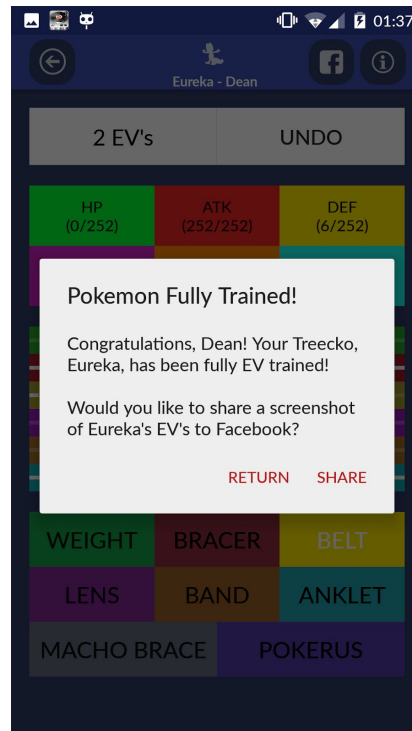 01:37
Eureka - Dean
2 EV's UNDO
HP ATK DEF
(0/252) (252/252) (6/252)
Pokemon Fully Trained!
Congratulations, Dean! Your Treecko,
Eureka, has been fully EV trained!
Would you like to share a screenshot
of Eureka's EV's to Facebook?
RETURN SHARE
WEIGHT BRACER BELT
LENS BAND ANKLET
MACHO BRACE POKERUS